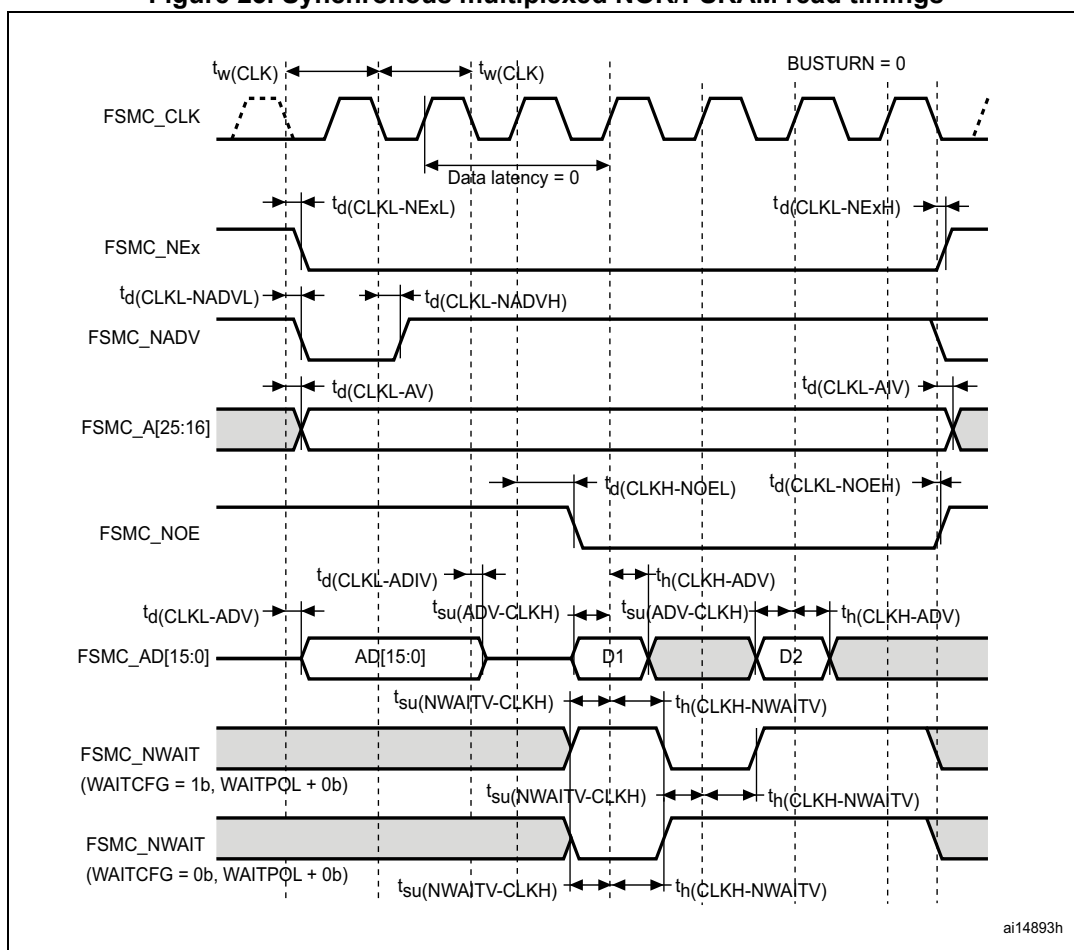 Figure 25. Synchronous multiplexed NOR/PSRAM read timings
BUSTURN = 0
tw(CLK) tw(CLK)
FSMC_CLK
Data latency = 0
td(CLKL-NExL) td(CLKL-NExH)
FSMC_NEx
td(CLKL-NADVL) td(CLKL-NADVH)
FSMC_NADV
td(CLKL-AV) td(CLKL-AIV)
FSMC_A[25:16]
td(CLKH-NOEL) td(CLKL-NOEH)
FSMC_NOE
td(CLKL-ADIV) th(CLKH-ADV)
td(CLKL-ADV) tsu(ADV-CLKH) tsu(ADV-CLKH) th(CLKH-ADV)
FSMC_AD[15:0] AD[15:0] D1 D2
tsu(NWAITV-CLKH) th(CLKH-NWAITV)
FSMC_NWAIT
(WAITCFG = 1b, WAITPOL + 0b)
tsu(NWAITV-CLKH) th(CLKH-NWAITV)
FSMC_NWAIT
(WAITCFG = 0b, WAITPOL + 0b)
tsu(NWAITV-CLKH) th(CLKH-NWAITV)
ai14893h